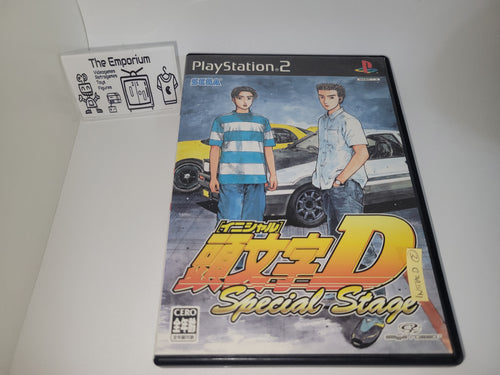 The Emporium
Videogames
Retrogames
Toys
Figures
PlayStation 2
SEGA
イニシャル
頭文字D
Special Stage
CERO
全年齢